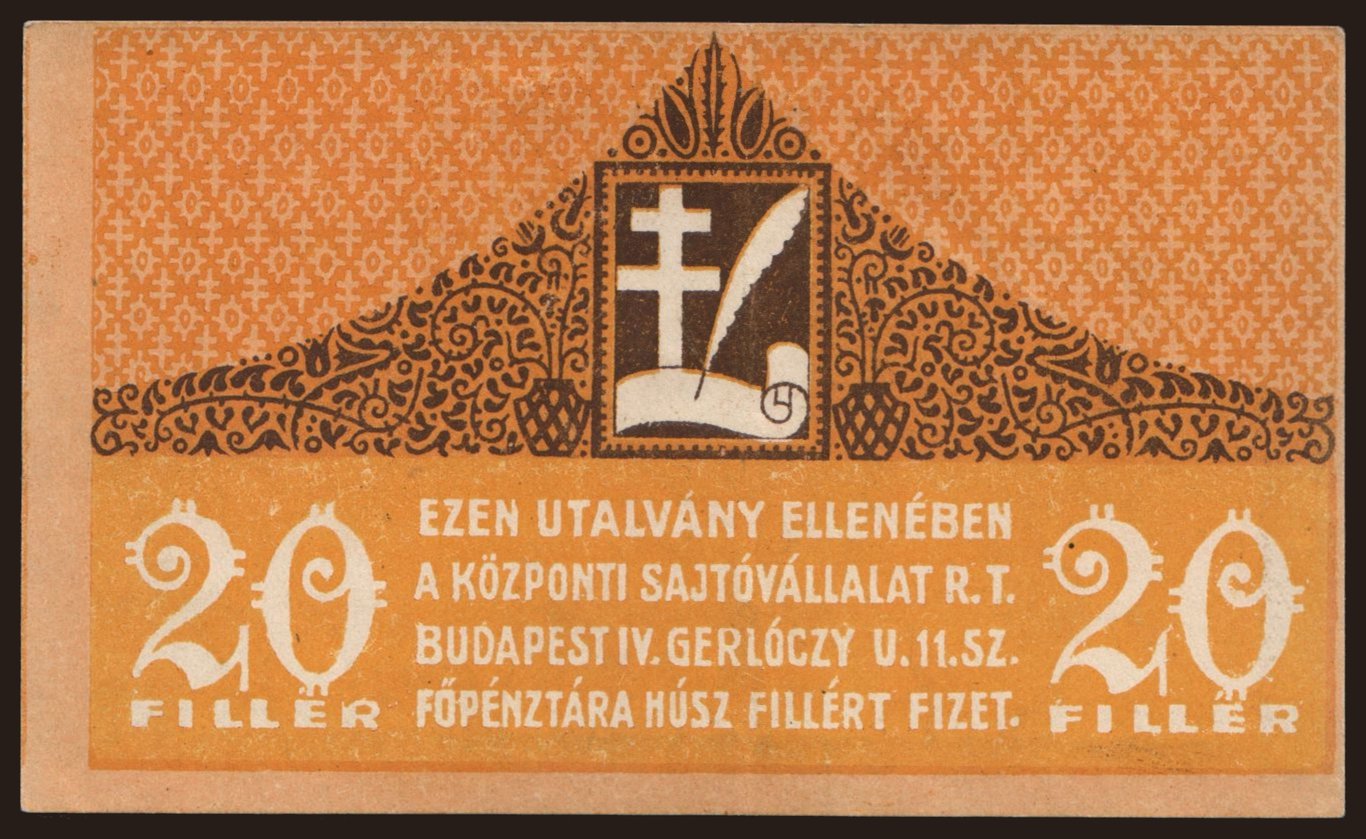 20 FILLÉR
EZEN UTALVÁNY ELLENÉBEN
A KÖZPONTI SAJTÓVÁLLALAT R.T.
BUDAPEST IV. GERLÓCZY U. 11. SZ.
FŐPÉNZTÁRA HÚSZ FILLÉRT FIZET.
20 FILLÉR